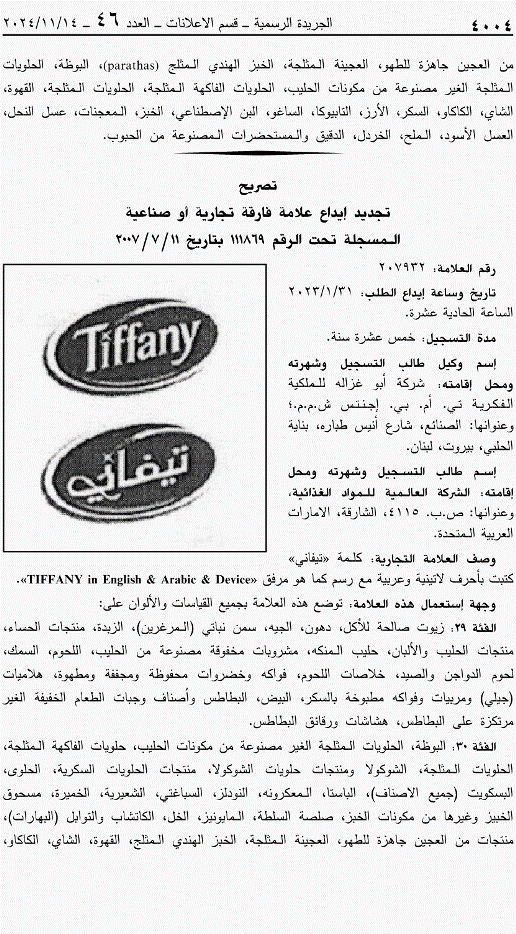 ٤٠٠٤ الجريدة الرسمية – قسم الاعلانات – العدد ٤٦ – ٢٠٢٤/١١/١٤
من العجين جاهزة للطهو، العجينة المثلجة، الخبز الهندي المثلج (parathas)، البوظة، الحلويات
المثلجة الغير مصنوعة من مكونات الحليب، الحلويات الفاكهة المثلجة، الحلويات المثلجة، القهوة،
الشاي، الكاكاو، السكر، الأرز، التابيوكا، الساغو، البن الإصطناعي، الخبز، المعجنات، عسل النحل،
العسل الأسود، الملح، الخردل، الدقيق والمستحضرات المصنوعة من الحبوب.
تصريح
تجديد إيداع علامة فارقة تجارية أو صناعية
المسجلة تحت الرقم ١١١٨٦٩ بتاريخ ٢٠٠٧/٧/١١
رقم العلامة: ٢٠٧٩٣٢
تاريخ وساعة إيداع الطلب: ٢٠٢٣/١/٣١
الساعة الحادية عشرة.
مدة التسجيل: خمس عشرة سنة.
إسم وكيل طالب التسجيل وشهرته
ومحل إقامته: شركة أبو غزاله للملكية
الفكرية تي. أم. بي. إجنتس ش.م.م.؛
وعنوانها: الصنائع، شارع أنيس طباره، بناية
الحلبي، بيروت، لبنان.
إسم طالب التسجيل وشهرته ومحل
إقامته: الشركة العالمية للمواد الغذائية،
وعنوانها: ص.ب. ٤١١٥، الشارقة، الامارات
العربية المتحدة.
Tiffany
تيفاني
وصف العلامة التجارية: كلمة «تيفاني»
كتبت بأحرف لاتينية وعربية مع رسم كما هو مرفق «TIFFANY in English & Arabic & Device».
وجهة إستعمال هذه العلامة: توضع هذه العلامة بجميع القياسات والألوان على:
الفئة ٢٩: زيوت صالحة للأكل، دهون، الجيه، سمن نباتي (المرغرين)، الزبدة، منتجات الحساء،
منتجات الحليب والألبان، حليب المنكه، مشروبات مخفوقة مصنوعة من الحليب، اللحوم، السمك،
لحوم الدواجن والصيد، خلاصات اللحوم، فواكه وخضروات محفوظة ومجففة ومطهوة، هلاميات
(جيلي) ومربيات وفواكه مطبوخة بالسكر، البيض، البطاطس وأصناف وجبات الطعام الخفيفة الغير
مرتكزة على البطاطس، هشاشات ورقائق البطاطس.
الفئة ٣٠: البوظة، الحلويات المثلجة الغير مصنوعة من مكونات الحليب، حلويات الفاكهة المثلجة،
الحلويات المثلجة، الشوكولا ومنتجات حلويات الشوكولا، منتجات الحلويات السكرية، الحلوى،
البسكويت (جميع الاصناف)، الباستا، المعكرونه، النودلز، السباغتي، الشعيرية، الخميرة، مسحوق
الخبيز وغيرها من مكونات الخبز، صلصة السلطة، المايونيز، الخل، الكاتشاب والتوابل (البهارات)،
منتجات من العجين جاهزة للطهو، العجينة المثلجة، الخبز الهندي المثلج، القهوة، الشاي، الكاكاو،